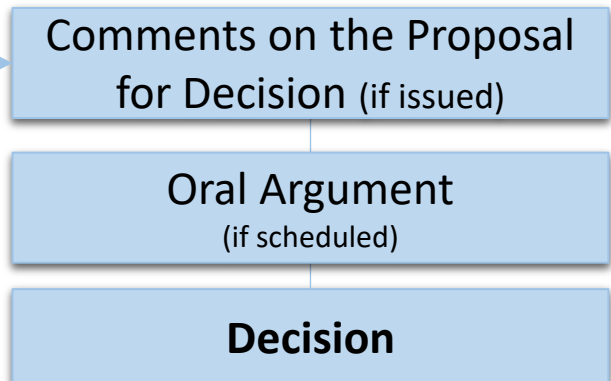 Comments on the Proposal
for Decision (if issued)
Oral Argument
(if scheduled)
Decision